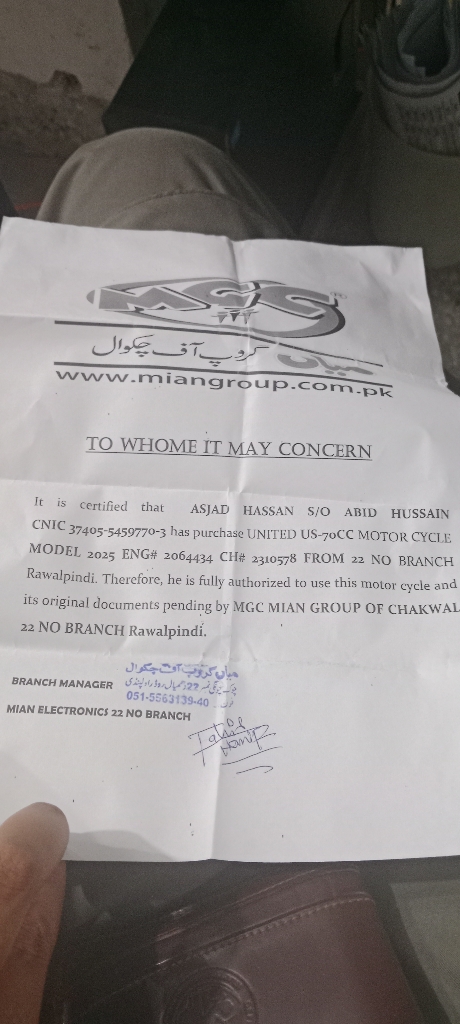 MGC
میاں گروپ آف چکوال
www.miangroup.com.pk
TO WHOME IT MAY CONCERN
It is certified that ASJAD HASSAN S/O ABID HUSSAIN
CNIC 37405-5459770-3 has purchase UNITED US-70CC MOTOR CYCLE
MODEL 2025 ENG# 2064434 CH# 2310578 FROM 22 NO BRANCH
Rawalpindi. Therefore, he is fully authorized to use this motor cycle and
its original documents pending by MGC MIAN GROUP OF CHAKWAL
22 NO BRANCH Rawalpindi.
میاں گروپ آف چکوال
22
051-5563139-40
BRANCH MANAGER
MIAN ELECTRONICS 22 NO BRANCH